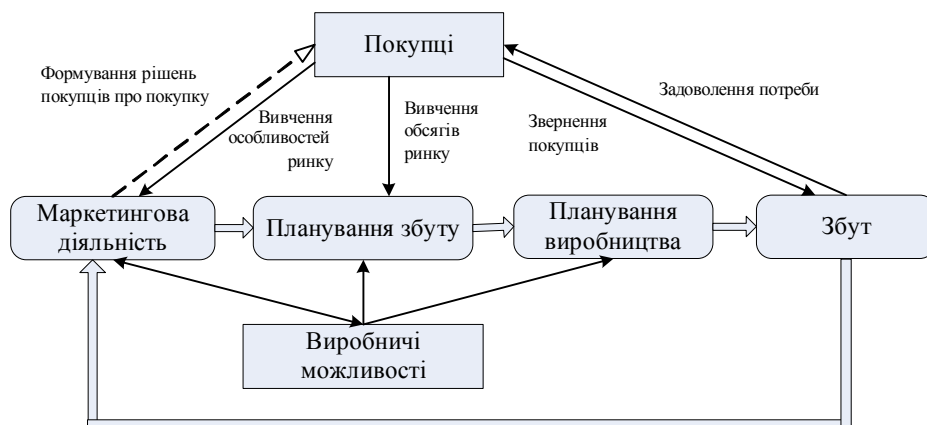 Покупці
Формування рішень
покупців про покупку
Вивчення
особливостей
ринку
Вивчення
обсягів
ринку
Звернення
покупців
Задоволення потреби
Маркетингова
діяльність
Планування збуту
Планування
виробництва
Збут
Виробничі
можливості